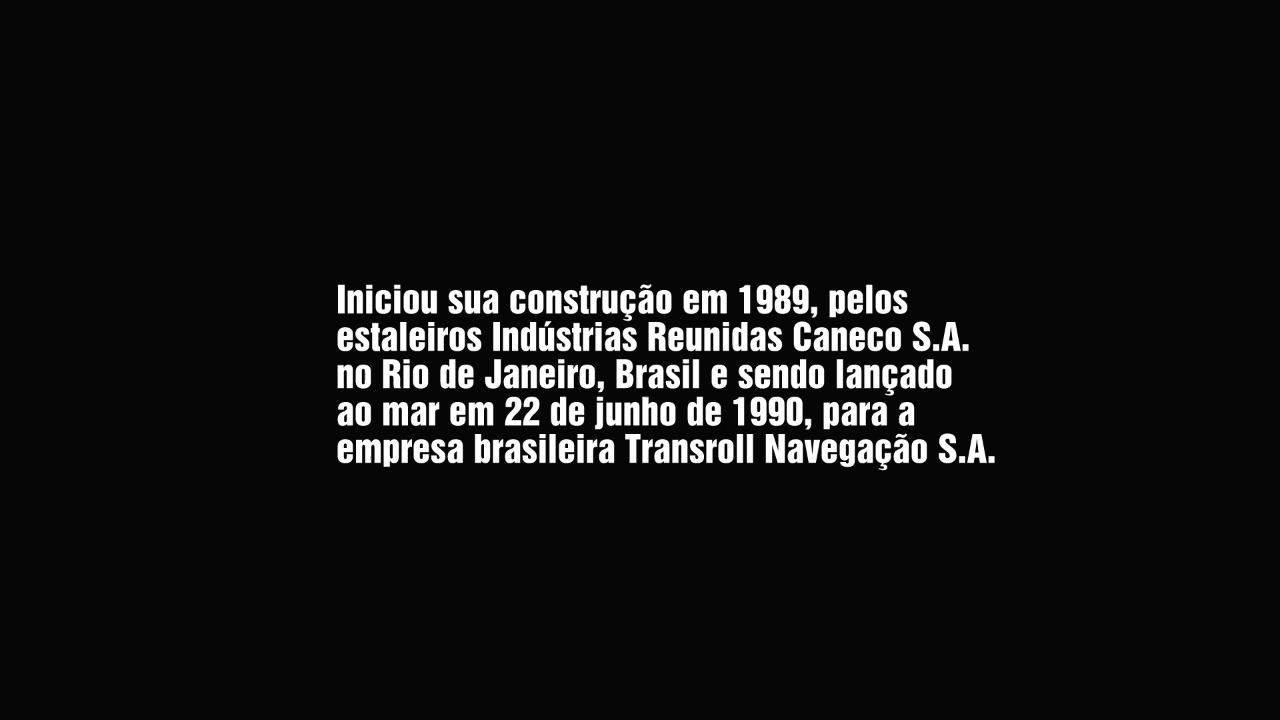 Iniciou sua construção em 1989, pelos
estaleiros Indústrias Reunidas Caneco S.A.
no Rio de Janeiro, Brasil e sendo lançado
ao mar em 22 de junho de 1990, para a
empresa brasileira Transroll Navegação S.A.